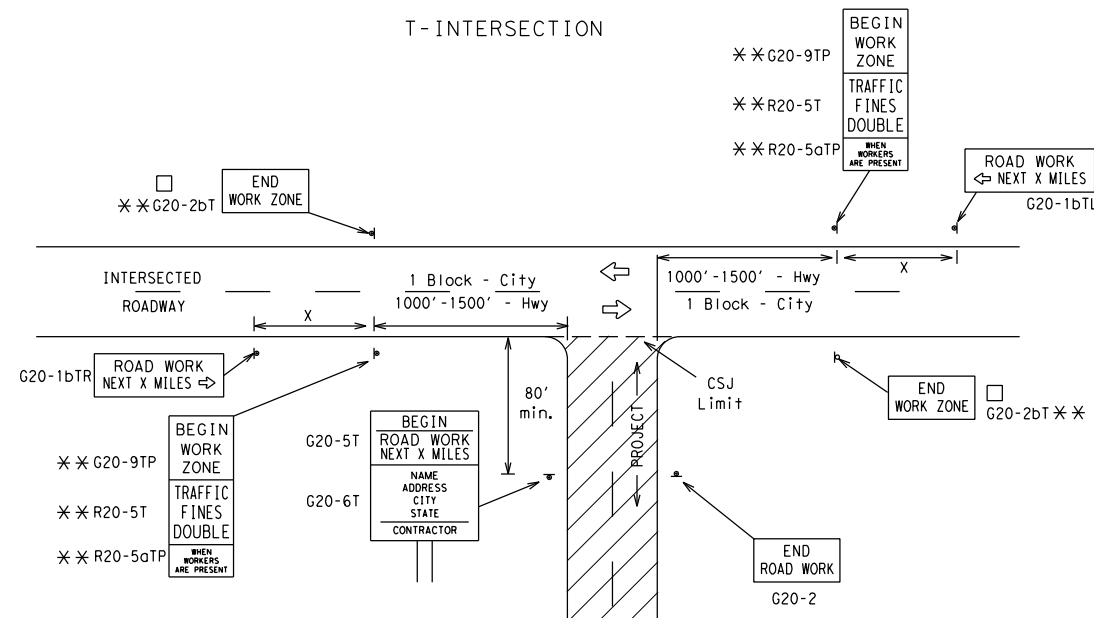 T-INTERSECTION
BEGIN
WORK
ZONE
TRAFFIC
FINES
DOUBLE
WHEN
WORKERS
ARE PRESENT
**G20-9TP
**R20-5T
**R20-5aTP
ROAD WORK
⇦ NEXT X MILES
G20-1bTL
□
**G20-2bT
END
WORK ZONE
INTERSECTED
ROADWAY
X
1 Block - City
1000'-1500' - Hwy
1000'-1500' - Hwy
1 Block - City
X
G20-1bTR
ROAD WORK
NEXT X MILES ⇨
80'
min.
PROJECT
CSJ
Limit
END
WORK ZONE
□
G20-2bT**
**G20-9TP
**R20-5T
**R20-5aTP
BEGIN
WORK
ZONE
TRAFFIC
FINES
DOUBLE
WHEN
WORKERS
ARE PRESENT
G20-5T
G20-6T
BEGIN
ROAD WORK
NEXT X MILES
NAME
ADDRESS
CITY
STATE
CONTRACTOR
END
ROAD WORK
G20-2